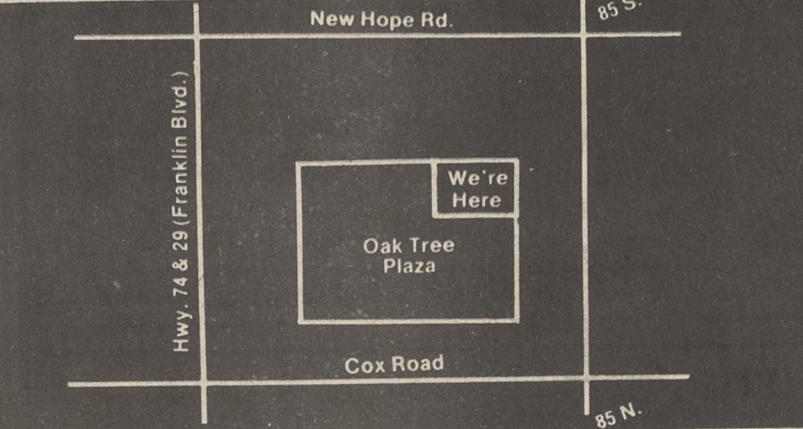 New Hope Rd.
85 S.
Hwy. 74 & 29 (Franklin Blvd.)
We're
Here
Oak Tree
Plaza
Cox Road
85 N.